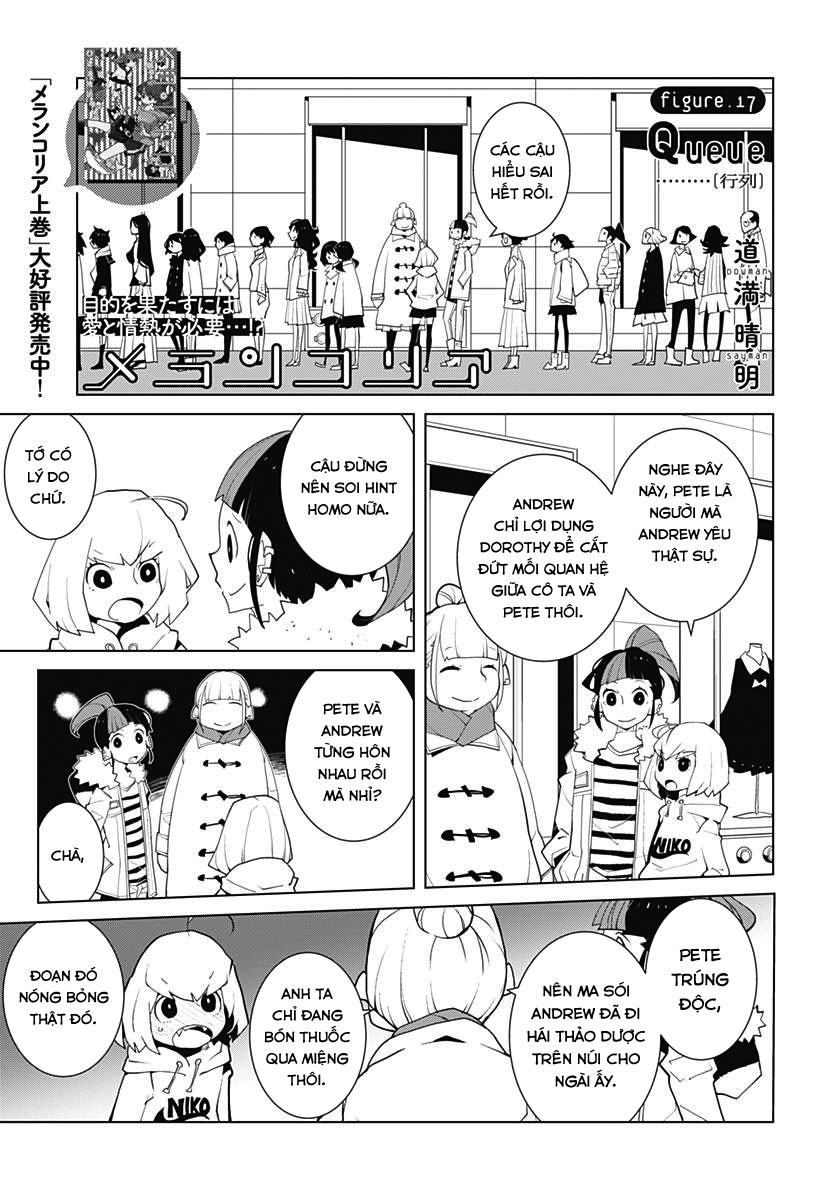 figure.17
Queue
………〔行列〕
道満晴明
douman
sayman
「メランコリア上巻」大好評発売中!
目的を果たすには
愛と情熱が必要…!?
メランコリア
CÁC CẬU
HIỂU SAI
HẾT RỒI.
NGHE ĐÂY
NÀY, PETE LÀ
NGƯỜI MÀ
ANDREW YÊU
THẬT SỰ.
ANDREW
CHỈ LỢI DỤNG
DOROTHY ĐỂ CẮT
ĐỨT MỐI QUAN HỆ
GIỮA CÔ TA VÀ
PETE THÔI.
NIKO
CẬU ĐỪNG
NÊN SOI HINT
HOMO NỮA.
TỚ CÓ
LÝ DO
CHỨ.
PETE VÀ
ANDREW
TỪNG HÔN
NHAU RỒI
MÀ NHỈ?
CHÀ,
PETE
TRÚNG
ĐỘC,
NÊN MA SÓI
ANDREW ĐÃ ĐI
HÁI THẢO DƯỢC
TRÊN NÚI CHO
NGÀI ẤY.
ANH TA
CHỈ ĐANG
BÓN THUỐC
QUA MIỆNG
THÔI.
ĐOẠN ĐÓ
NÓNG BỎNG
THẬT ĐÓ.
NIKO